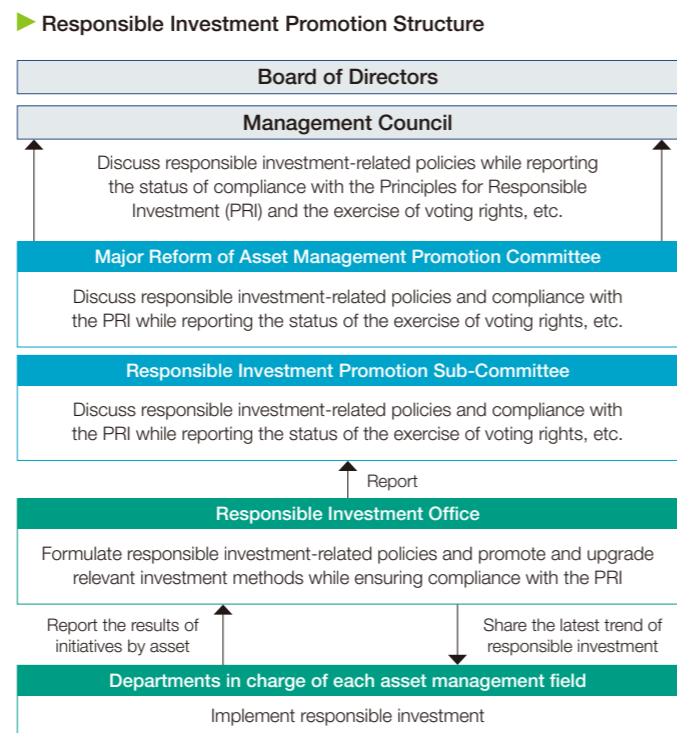 Responsible Investment Promotion Structure
Board of Directors
Management Council
Discuss responsible investment-related policies while reporting
the status of compliance with the Principles for Responsible
Investment (PRI) and the exercise of voting rights, etc.
Major Reform of Asset Management Promotion Committee
Discuss responsible investment-related policies and compliance with
the PRI while reporting the status of the exercise of voting rights, etc.
Responsible Investment Promotion Sub-Committee
Discuss responsible investment-related policies and compliance with
the PRI while reporting the status of the exercise of voting rights, etc.
Report
Responsible Investment Office
Formulate responsible investment-related policies and promote and upgrade
relevant investment methods while ensuring compliance with the PRI
Report the results of
initiatives by asset
Share the latest trend of
responsible investment
Departments in charge of each asset management field
Implement responsible investment